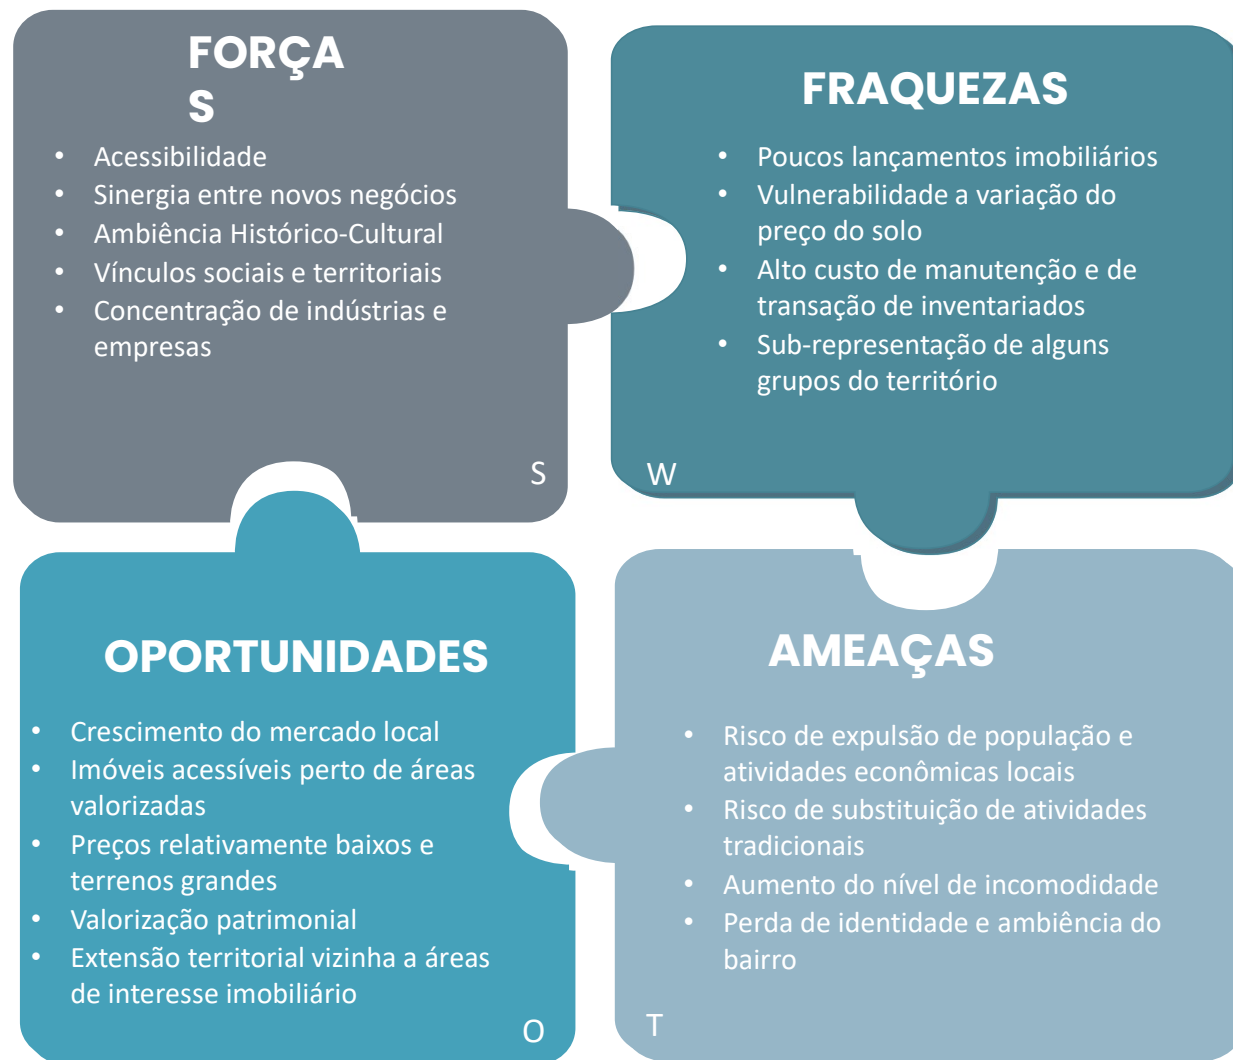 FORÇA
S
• Acessibilidade
• Sinergia entre novos negócios
• Ambiência Histórico-Cultural
• Vínculos sociais e territoriais
• Concentração de indústrias e
empresas
S
FRAQUEZAS
• Poucos lançamentos imobiliários
• Vulnerabilidade a variação do
preço do solo
• Alto custo de manutenção e de
transação de inventariados
• Sub-representação de alguns
grupos do território
W
OPORTUNIDADES
• Crescimento do mercado local
• Imóveis acessíveis perto de áreas
valorizadas
• Preços relativamente baixos e
terrenos grandes
• Valorização patrimonial
• Extensão territorial vizinha a áreas
de interesse imobiliário
O
AMEAÇAS
• Risco de expulsão de população e
atividades econômicas locais
• Risco de substituição de atividades
tradicionais
• Aumento do nível de incomodidade
• Perda de identidade e ambiência do
bairro
T